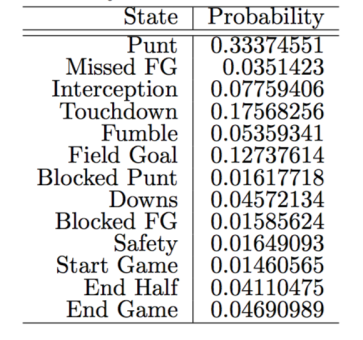 State Probability
Punt 0.33374551
Missed FG 0.0351423
Interception 0.07759406
Touchdown 0.17568256
Fumble 0.05359341
Field Goal 0.12737614
Blocked Punt 0.01617718
Downs 0.04572134
Blocked FG 0.01585624
Safety 0.01649093
Start Game 0.01460565
End Half 0.04110475
End Game 0.04690989